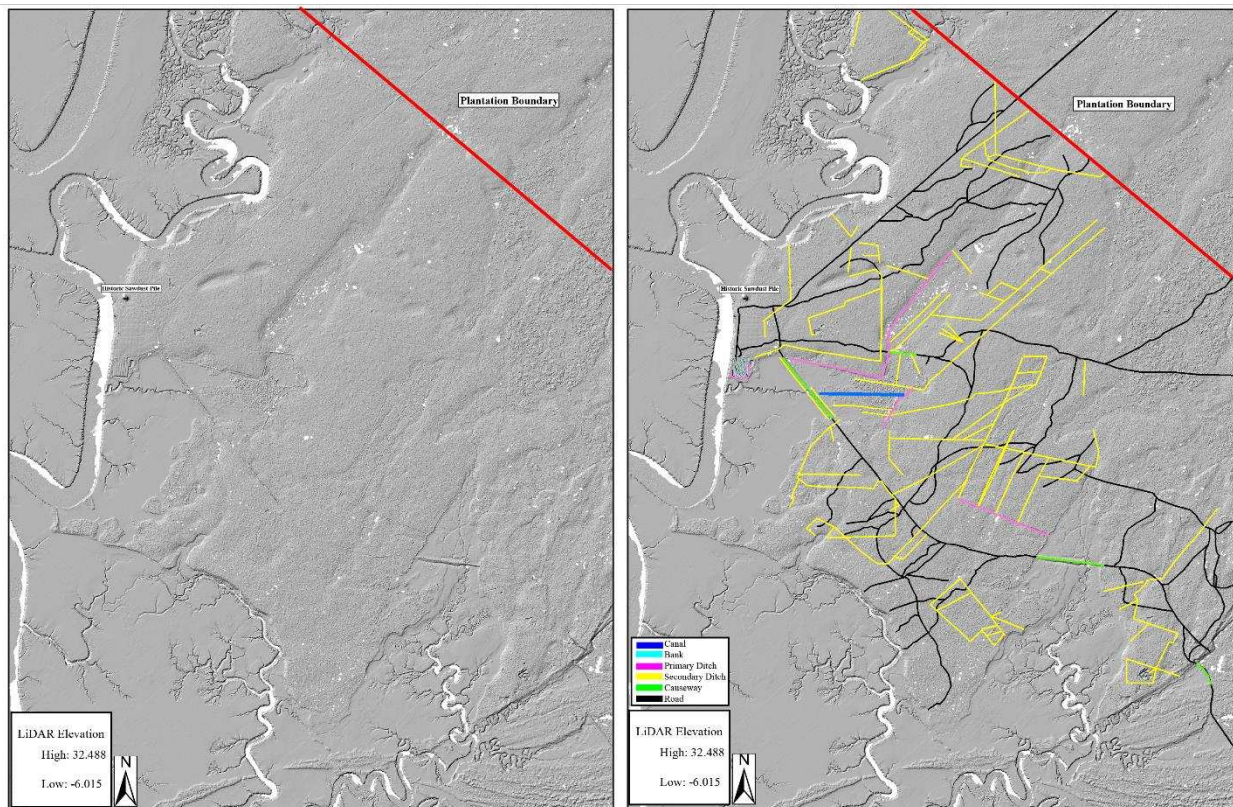 Plantation Boundary
Historic Sawdust Pile
LiDAR Elevation
High: 32.488
Low: -6.015
N
Plantation Boundary
Historic Sawdust Pile
Canal
Bank
Primary Ditch
Secondary Ditch
Causeway
Road
LiDAR Elevation
High: 32.488
Low: -6.015
N